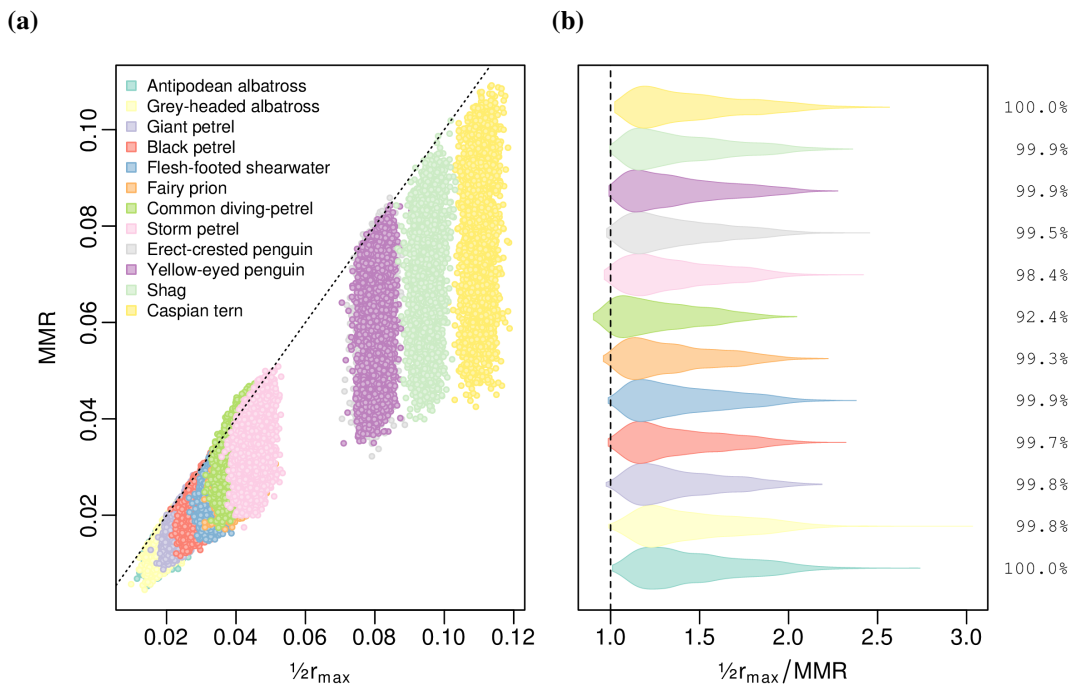 (a)
(b)
Antipodean albatross
Grey-headed albatross
Giant petrel
Black petrel
Flesh-footed shearwater
Fairy prion
Common diving-petrel
Storm petrel
Erect-crested penguin
Yellow-eyed penguin
Shag
Caspian tern
MMR
0.10
0.08
0.06
0.04
0.02
0.02 0.04 0.06 0.08 0.10 0.12
½rmax
100.0%
99.9%
99.9%
99.5%
98.4%
92.4%
99.3%
99.9%
99.7%
99.8%
99.8%
100.0%
1.0 1.5 2.0 2.5 3.0
½rmax/MMR